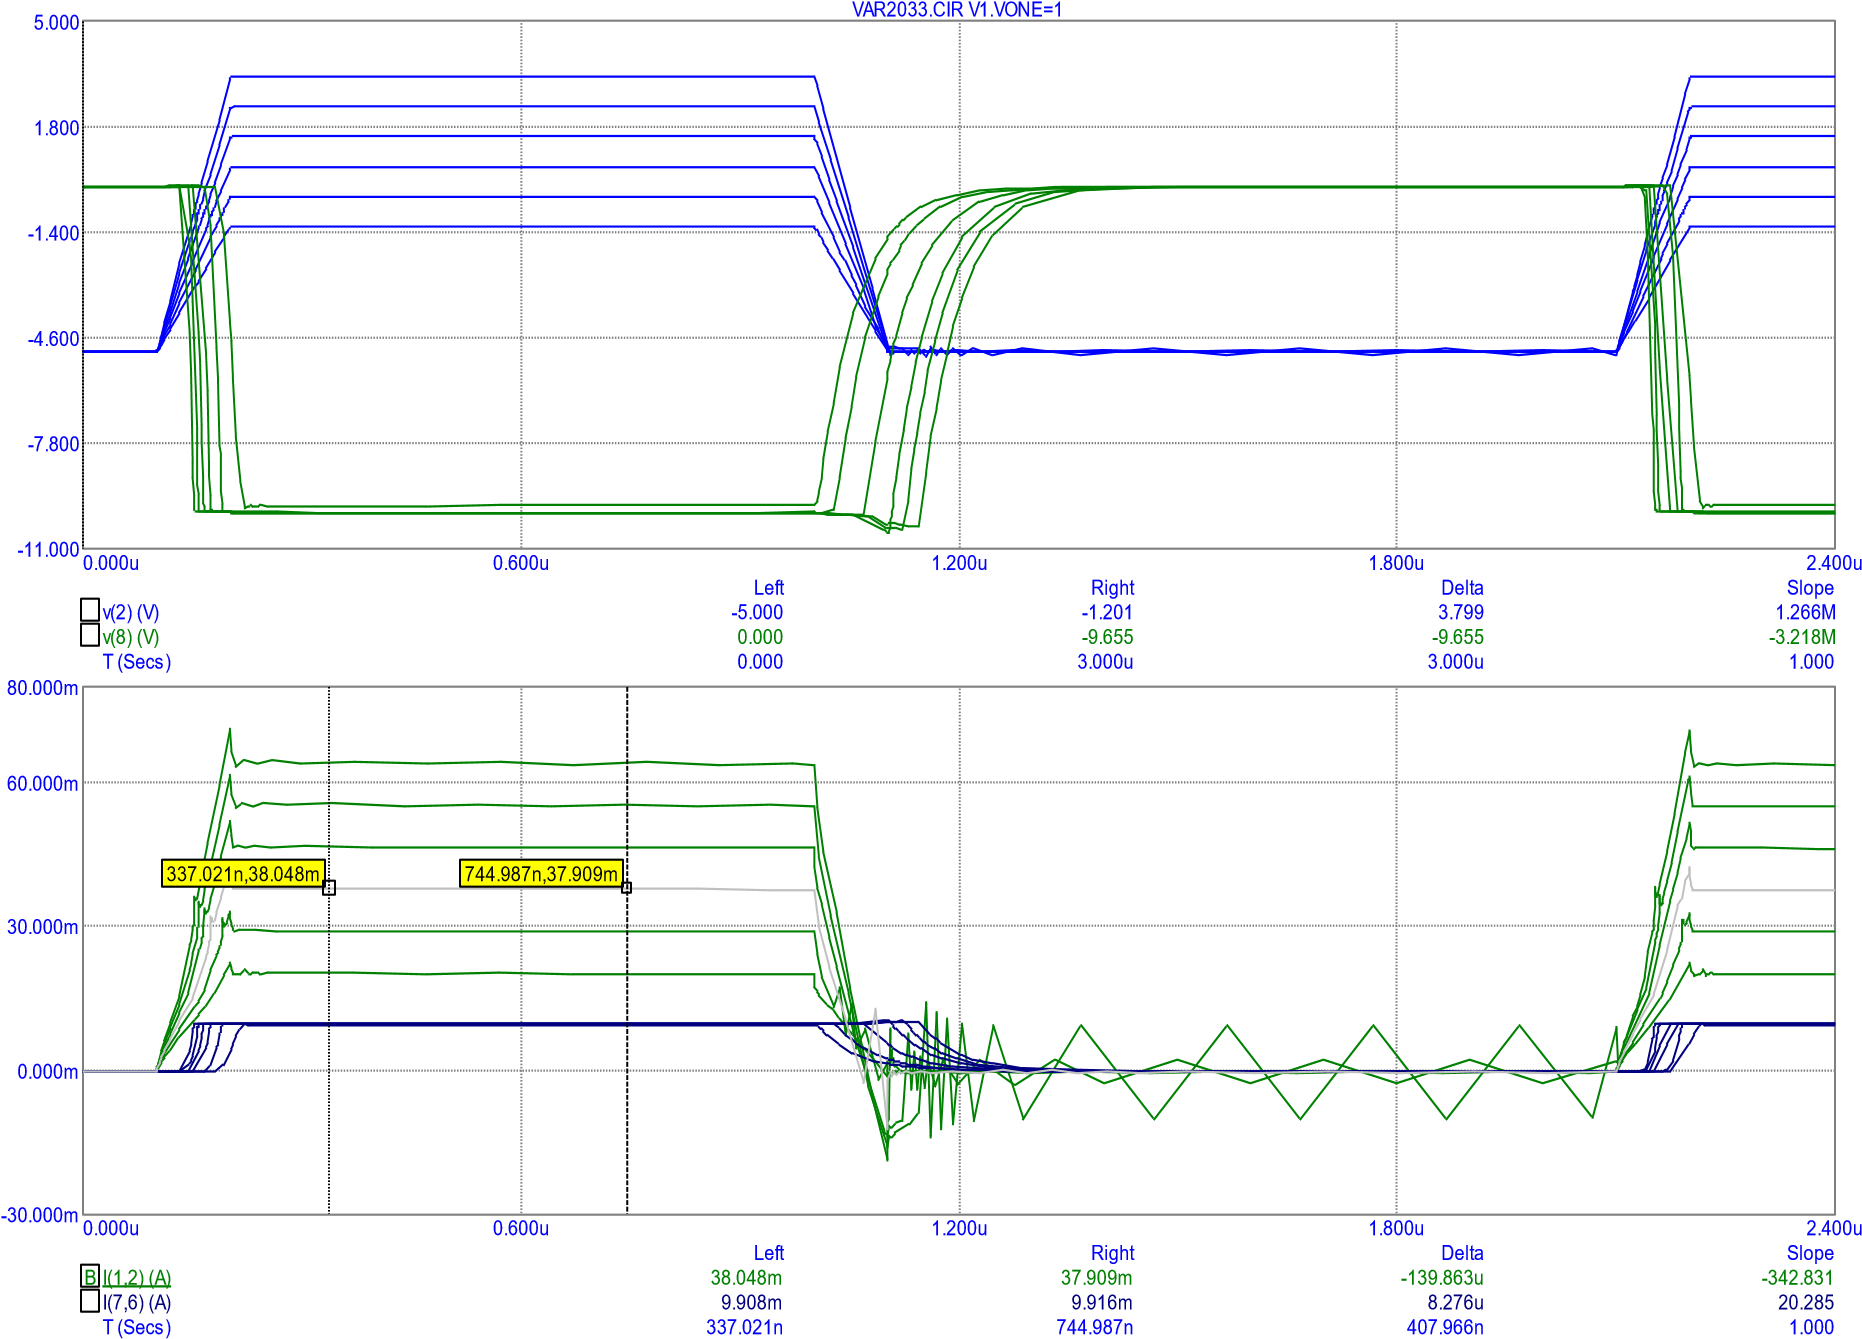 VAR2033.CIR V1.VONE=1
5.000
1.800
-1.400
-4.600
-7.800
-11.000
0.000u 0.600u 1.200u 1.800u 2.400u
Left Right Delta Slope
v(2) (V) -5.000 -1.201 3.799 1.266M
v(8) (V) 0.000 -9.655 -9.655 -3.218M
T (Secs) 0.000 3.000u 3.000u 1.000
80.000m
60.000m
337.021n,38.048m 744.987n,37.909m
30.000m
0.000m
-30.000m
0.000u 0.600u 1.200u 1.800u 2.400u
Left Right Delta Slope
B I(1,2) (A) 38.048m 37.909m -139.863u -342.831
I(7,6) (A) 9.908m 9.916m 8.276u 20.285
T (Secs) 337.021n 744.987n 407.966n 1.000